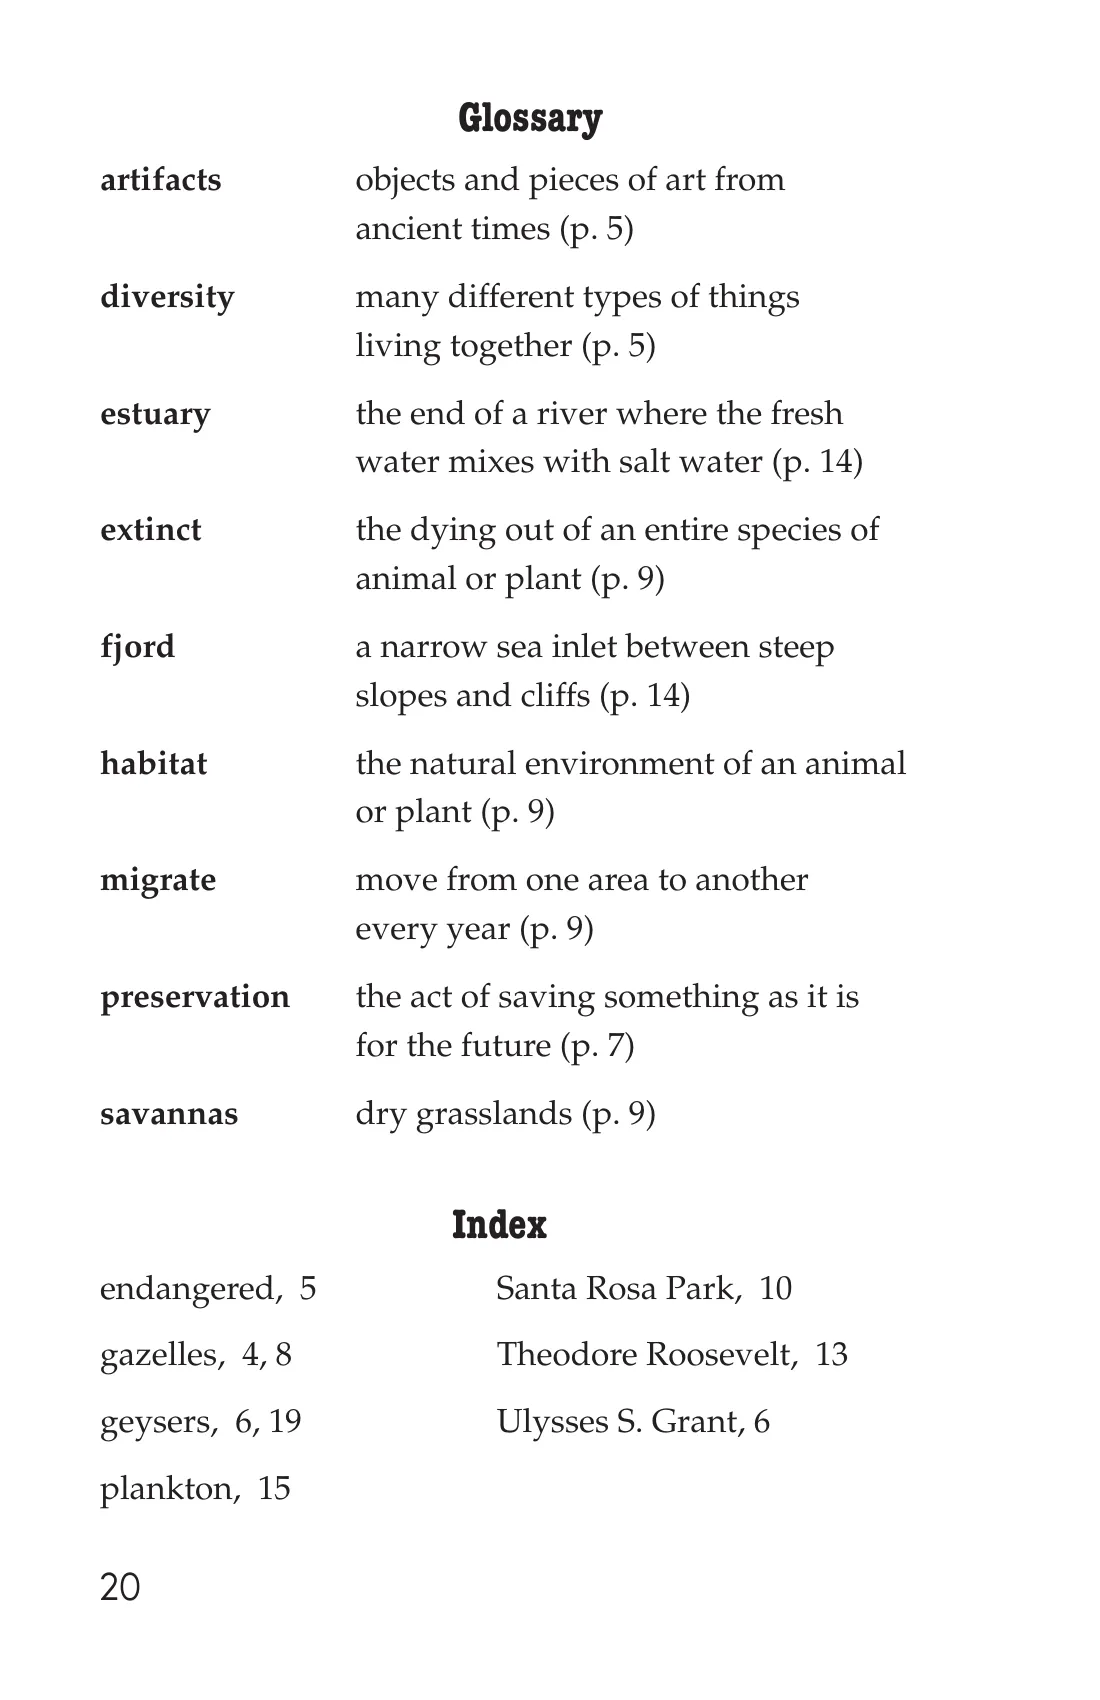 Glossary
artifacts objects and pieces of art from
ancient times (p. 5)
diversity many different types of things
living together (p. 5)
estuary the end of a river where the fresh
water mixes with salt water (p. 14)
extinct the dying out of an entire species of
animal or plant (p. 9)
fjord a narrow sea inlet between steep
slopes and cliffs (p. 14)
habitat the natural environment of an animal
or plant (p. 9)
migrate move from one area to another
every year (p. 9)
preservation the act of saving something as it is
for the future (p. 7)
savannas dry grasslands (p. 9)
Index
endangered, 5
gazelles, 4, 8
geysers, 6, 19
plankton, 15
Santa Rosa Park, 10
Theodore Roosevelt, 13
Ulysses S. Grant, 6
20